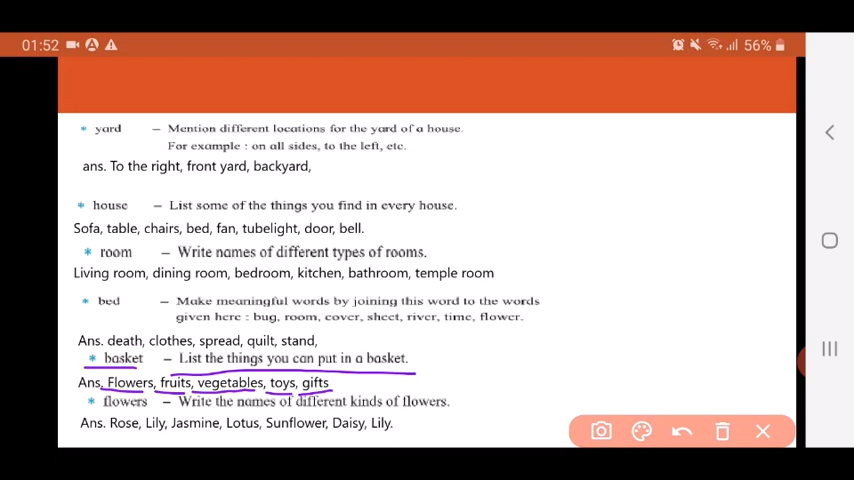 01:52 56%
* yard – Mention different locations for the yard of a house.
For example : on all sides, to the left, etc.
ans. To the right, front yard, backyard,
* house – List some of the things you find in every house.
Sofa, table, chairs, bed, fan, tubelight, door, bell.
* room – Write names of different types of rooms.
Living room, dining room, bedroom, kitchen, bathroom, temple room
* bed – Make meaningful words by joining this word to the words
given here : bug, room, cover, sheet, river, time, flower.
Ans. death, clothes, spread, quilt, stand,
* basket – List the things you can put in a basket.
Ans, Flowers, fruits, vegetables, toys, gifts
* flowers – Write the names of different kinds of flowers.
Ans. Rose, Lily, Jasmine, Lotus, Sunflower, Daisy, Lily.